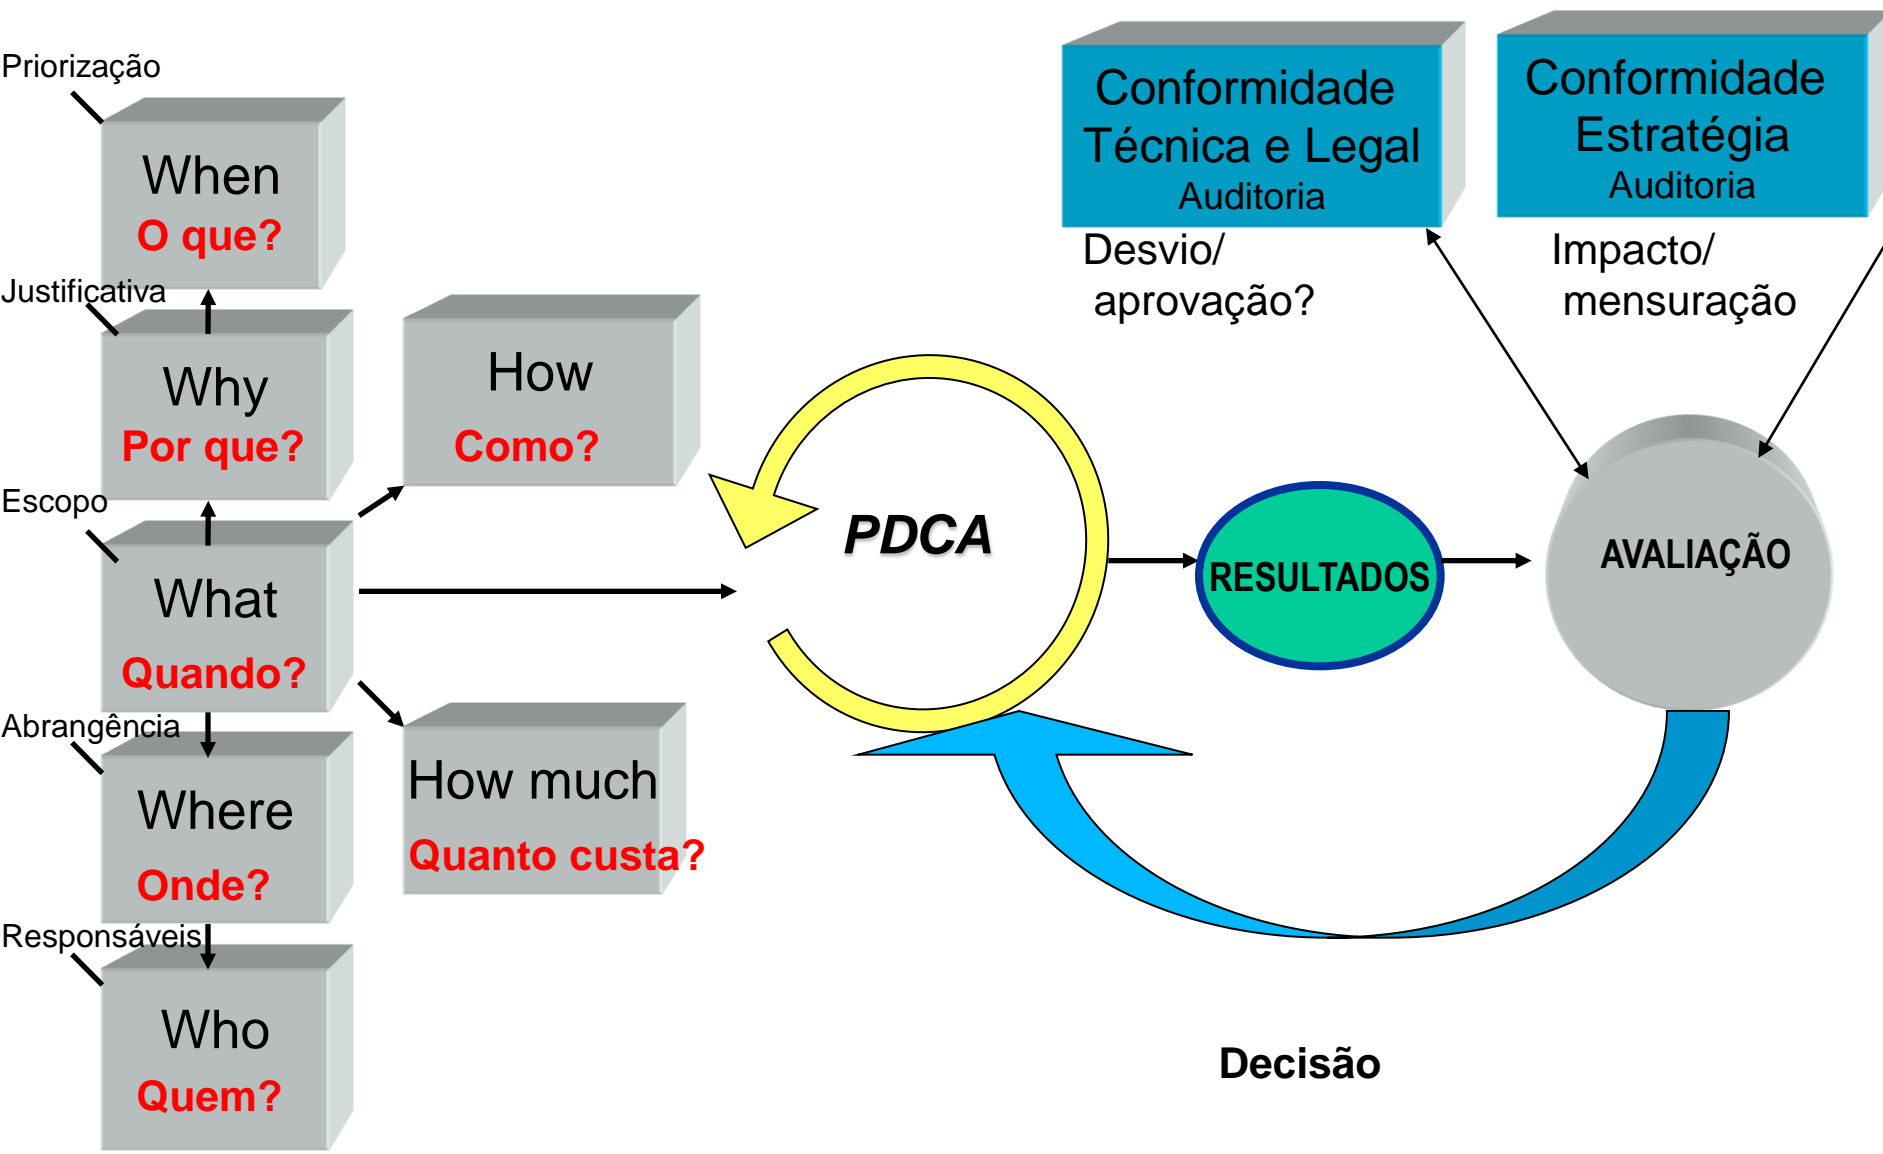 Priorização
When
O que?
Justificativa
Why
Por que?
Escopo
What
Quando?
Abrangência
Where
Onde?
Responsáveis
Who
Quem?
How
Como?
How much
Quanto custa?
PDCA
RESULTADOS
AVALIAÇÃO
Conformidade
Técnica e Legal
Auditoria
Desvio/
aprovação?
Conformidade
Estratégia
Auditoria
Impacto/
mensuração
Decisão